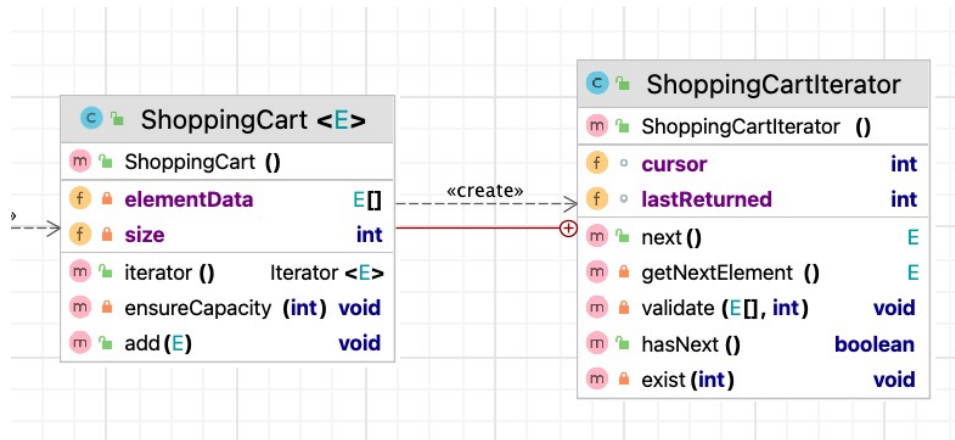 ShoppingCart <E>
m ShoppingCart ()
f elementData E[]
f size int
m iterator () Iterator <E>
m ensureCapacity (int) void
m add(E) void
«create»
»
c ShoppingCartIterator
m ShoppingCartIterator ()
f cursor int
f lastReturned int
m next() E
m getNextElement () E
m validate (E[], int) void
m hasNext () boolean
m exist(int) void